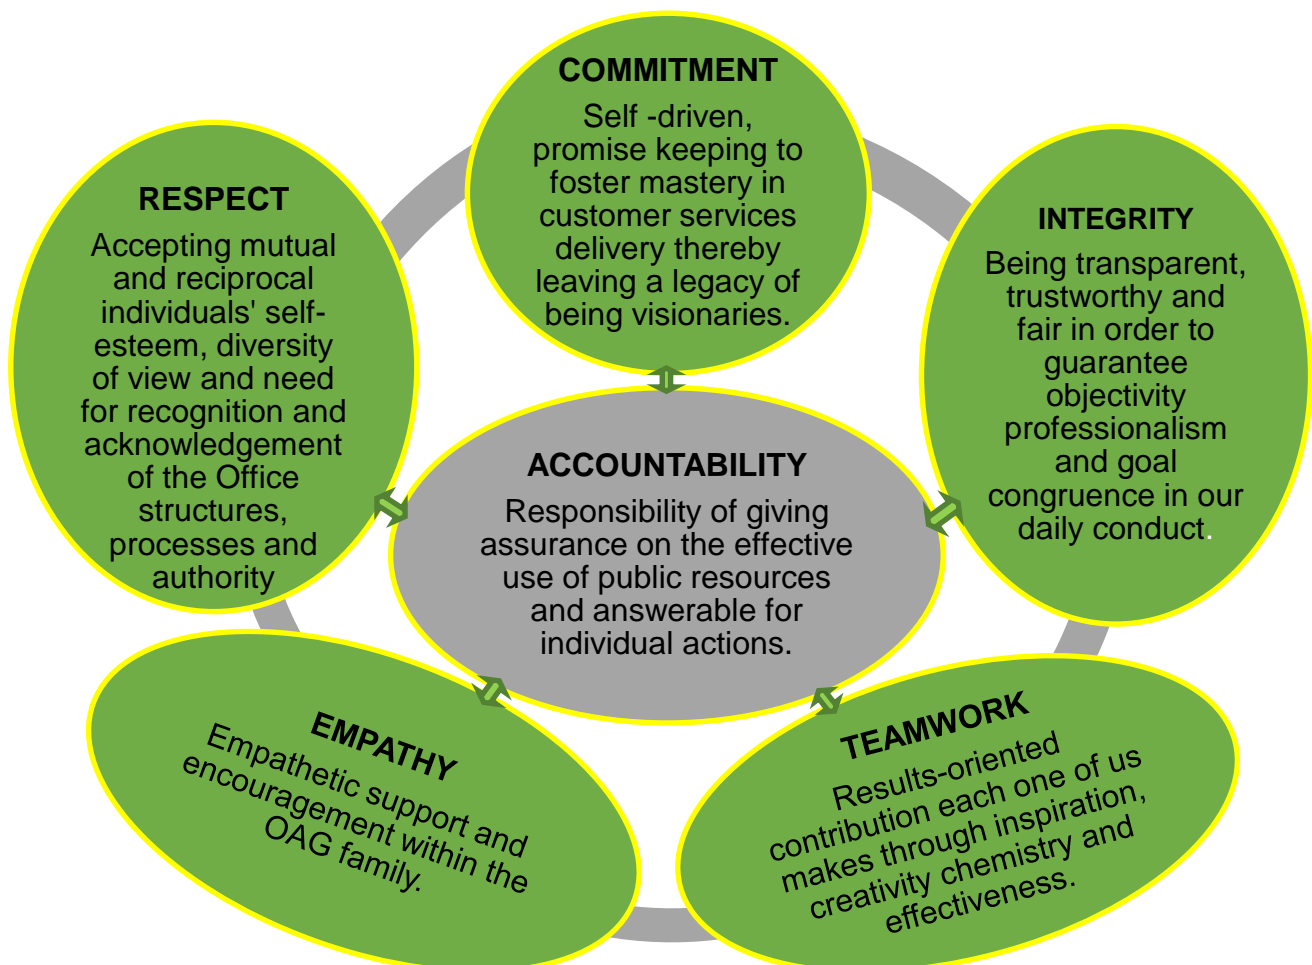 COMMITMENT
Self -driven,
promise keeping to
foster mastery in
customer services
delivery thereby
leaving a legacy of
being visionaries.
RESPECT
Accepting mutual
and reciprocal
individuals' self-
esteem, diversity
of view and need
for recognition and
acknowledgement
of the Office
structures,
processes and
authority
INTEGRITY
Being transparent,
trustworthy and
fair in order to
guarantee
objectivity
professionalism
and goal
congruence in our
daily conduct.
ACCOUNTABILITY
Responsibility of giving
assurance on the effective
use of public resources
and answerable for
individual actions.
EMPATHY
Empathetic support and
encouragement within the
OAG family.
TEAMWORK
Results-oriented
contribution each one of us
makes through inspiration,
creativity chemistry and
effectiveness.